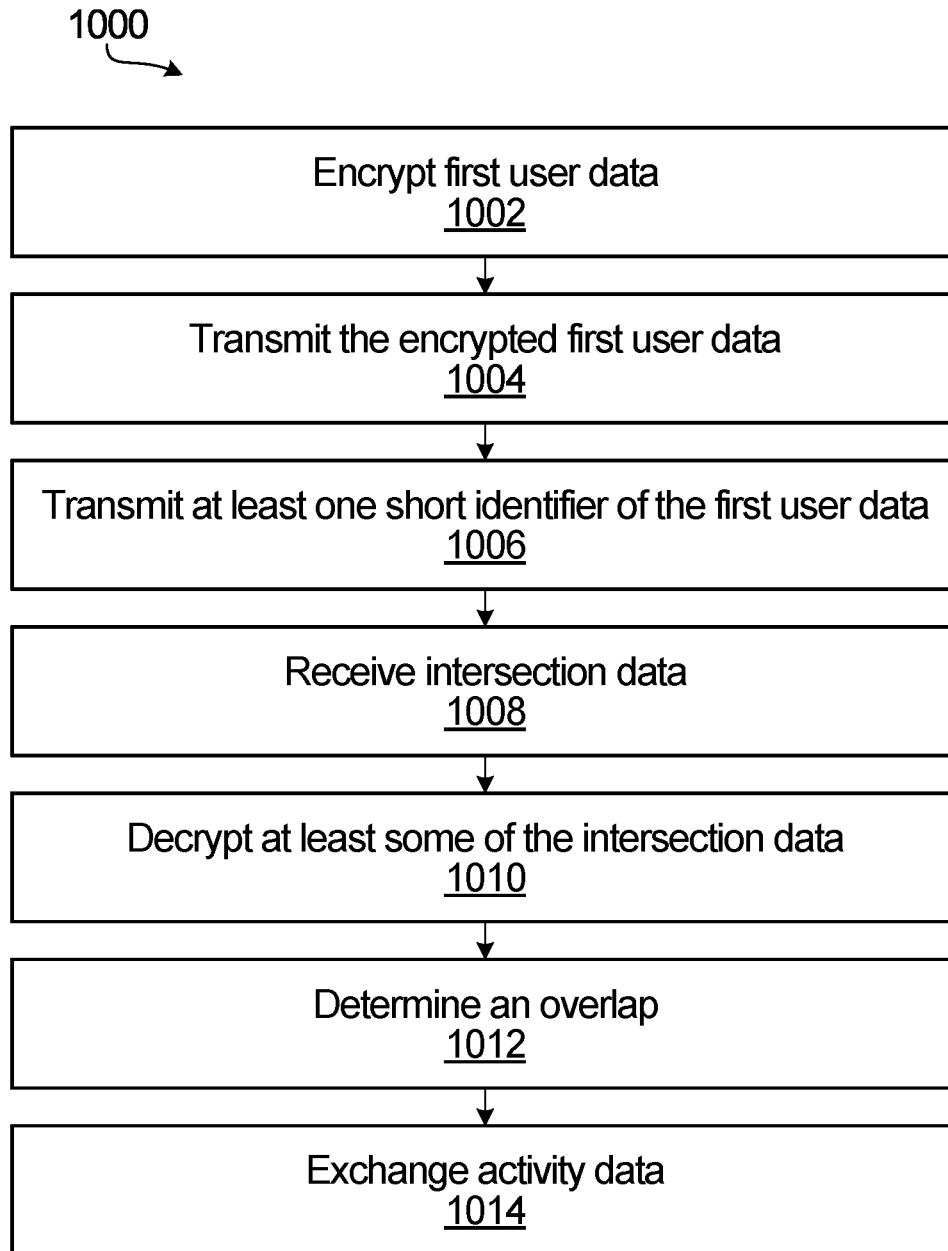 1000
Encrypt first user data
1002
Transmit the encrypted first user data
1004
Transmit at least one short identifier of the first user data
1006
Receive intersection data
1008
Decrypt at least some of the intersection data
1010
Determine an overlap
1012
Exchange activity data
1014